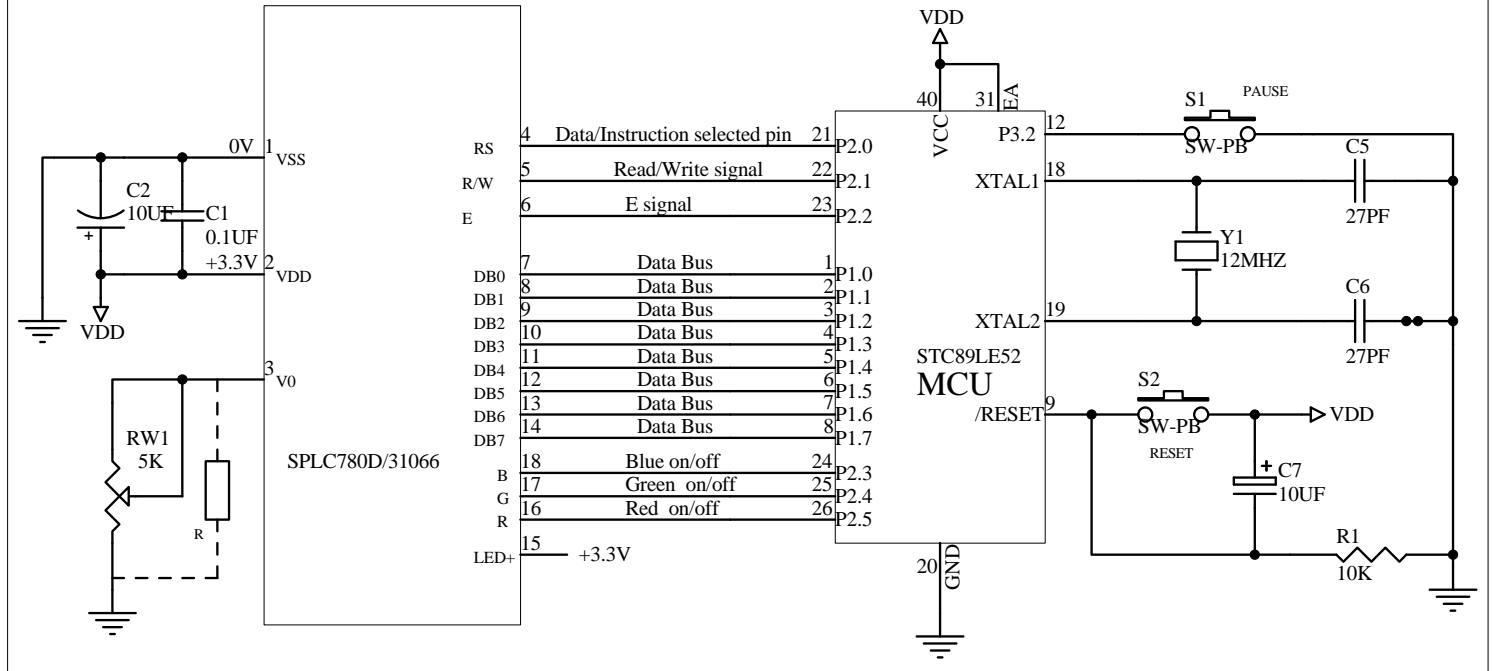 VDD
40
31
EA
VCC
S1
PAUSE
12
P3.2
SW-PB
0V
1
VSS
4
RS
Data/Instruction selected pin
21
P2.0
5
R/W
Read/Write signal
22
P2.1
6
E
E signal
23
P2.2
XTAL1
18
C5
27PF
C2
10UF
C1
0.1UF
+3.3V
2
VDD
VDD
Y1
12MHZ
7
DB0
Data Bus
1
P1.0
8
DB1
Data Bus
2
P1.1
9
DB2
Data Bus
3
P1.2
10
DB3
Data Bus
4
P1.3
11
DB4
Data Bus
5
P1.4
12
DB5
Data Bus
6
P1.5
13
DB6
Data Bus
7
P1.6
14
DB7
Data Bus
8
P1.7
XTAL2
19
C6
27PF
STC89LE52
MCU
3
V0
/RESET
9
S2
SW-PB
RESET
VDD
RW1
5K
R
SPLC780D/31066
18
B
Blue on/off
24
P2.3
17
G
Green on/off
25
P2.4
16
R
Red on/off
26
P2.5
15
LED+
+3.3V
C7
10UF
+
+
20
GND
R1
10K